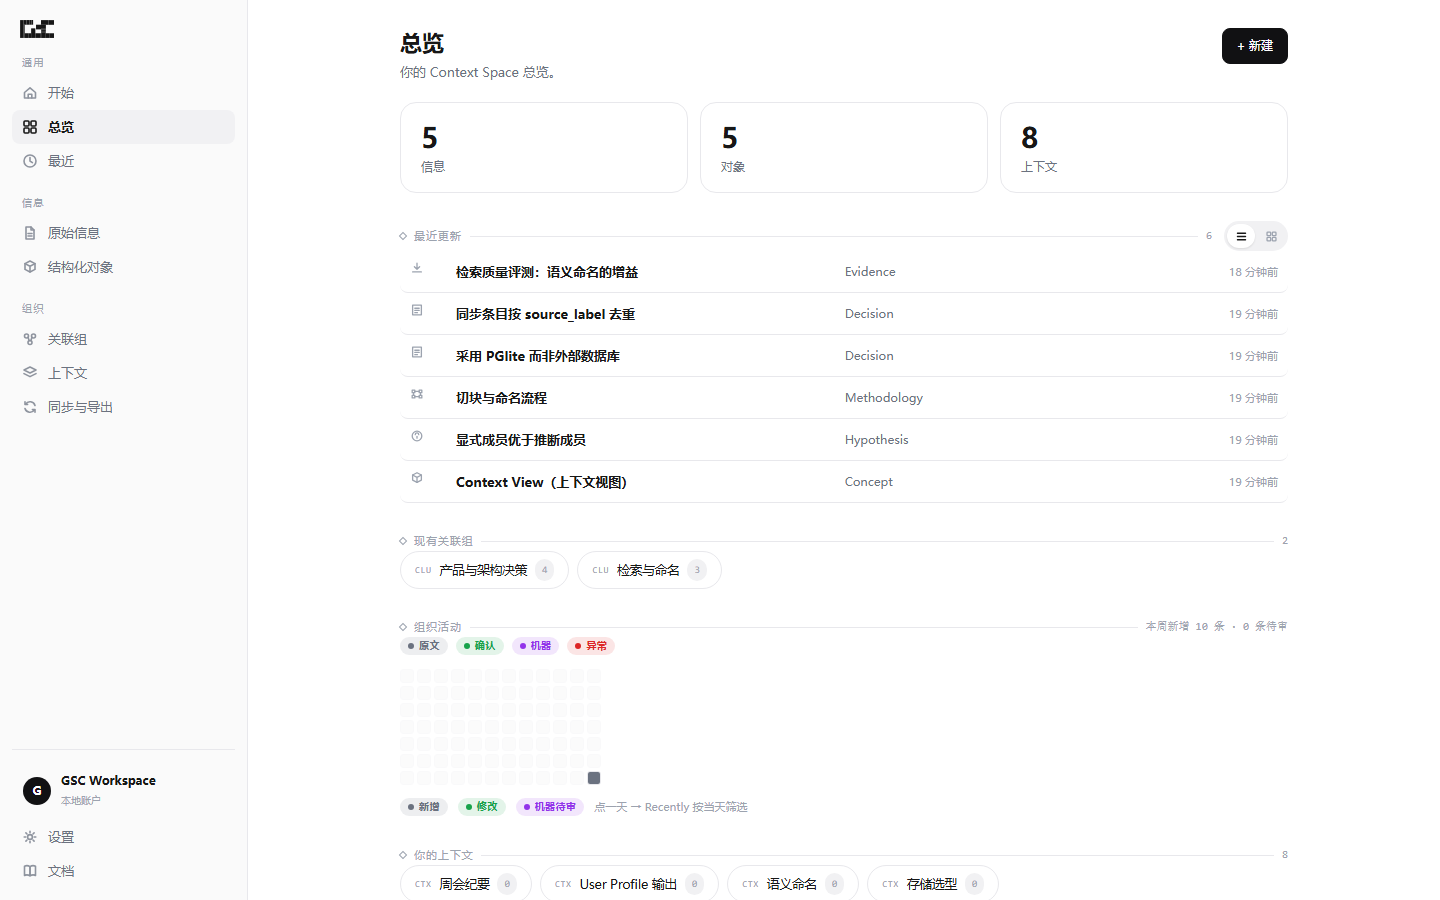 GSC
通用
开始
总览
最近
信息
原始信息
结构化对象
组织
关联组
上下文
同步与导出
G
GSC Workspace
本地账户
设置
文档
总览
你的 Context Space 总览。
+ 新建
5
信息
5
对象
8
上下文
最近更新 6
检索质量评测：语义命名的增益 Evidence 18 分钟前
同步条目按 source_label 去重 Decision 19 分钟前
采用 PGlite 而非外部数据库 Decision 19 分钟前
切块与命名流程 Methodology 19 分钟前
显式成员优于推断成员 Hypothesis 19 分钟前
Context View（上下文视图） Concept 19 分钟前
现有关联组 2
CLU 产品与架构决策 4 CLU 检索与命名 3
组织活动 本周新增 10 条 · 0 条待审
原文 确认 机器 异常
新增 修改 机器待审 点一天 → Recently 按当天筛选
你的上下文 8
CTX 周会纪要 0 CTX User Profile 输出 0 CTX 语义命名 0 CTX 存储选型 0